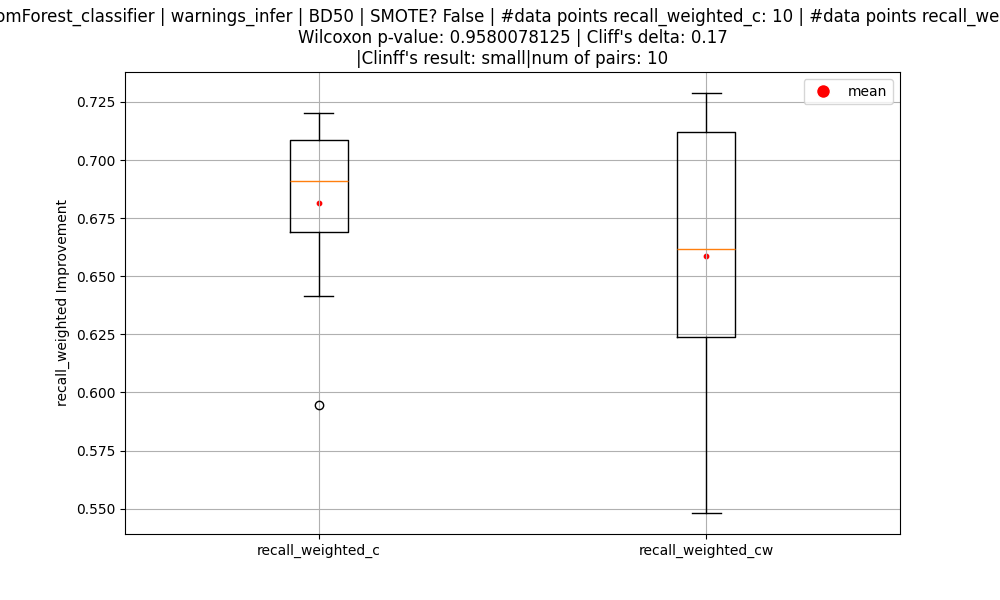 omForest_classifier | warnings_infer | BD50 | SMOTE? False | #data points recall_weighted_c: 10 | #data points recall_we
Wilcoxon p-value: 0.9580078125 | Cliff's delta: 0.17
|Clinff's result: small|num of pairs: 10
mean
0.725
0.700
0.675
0.650
0.625
0.600
0.575
0.550
recall_weighted Improvement
recall_weighted_c
recall_weighted_cw